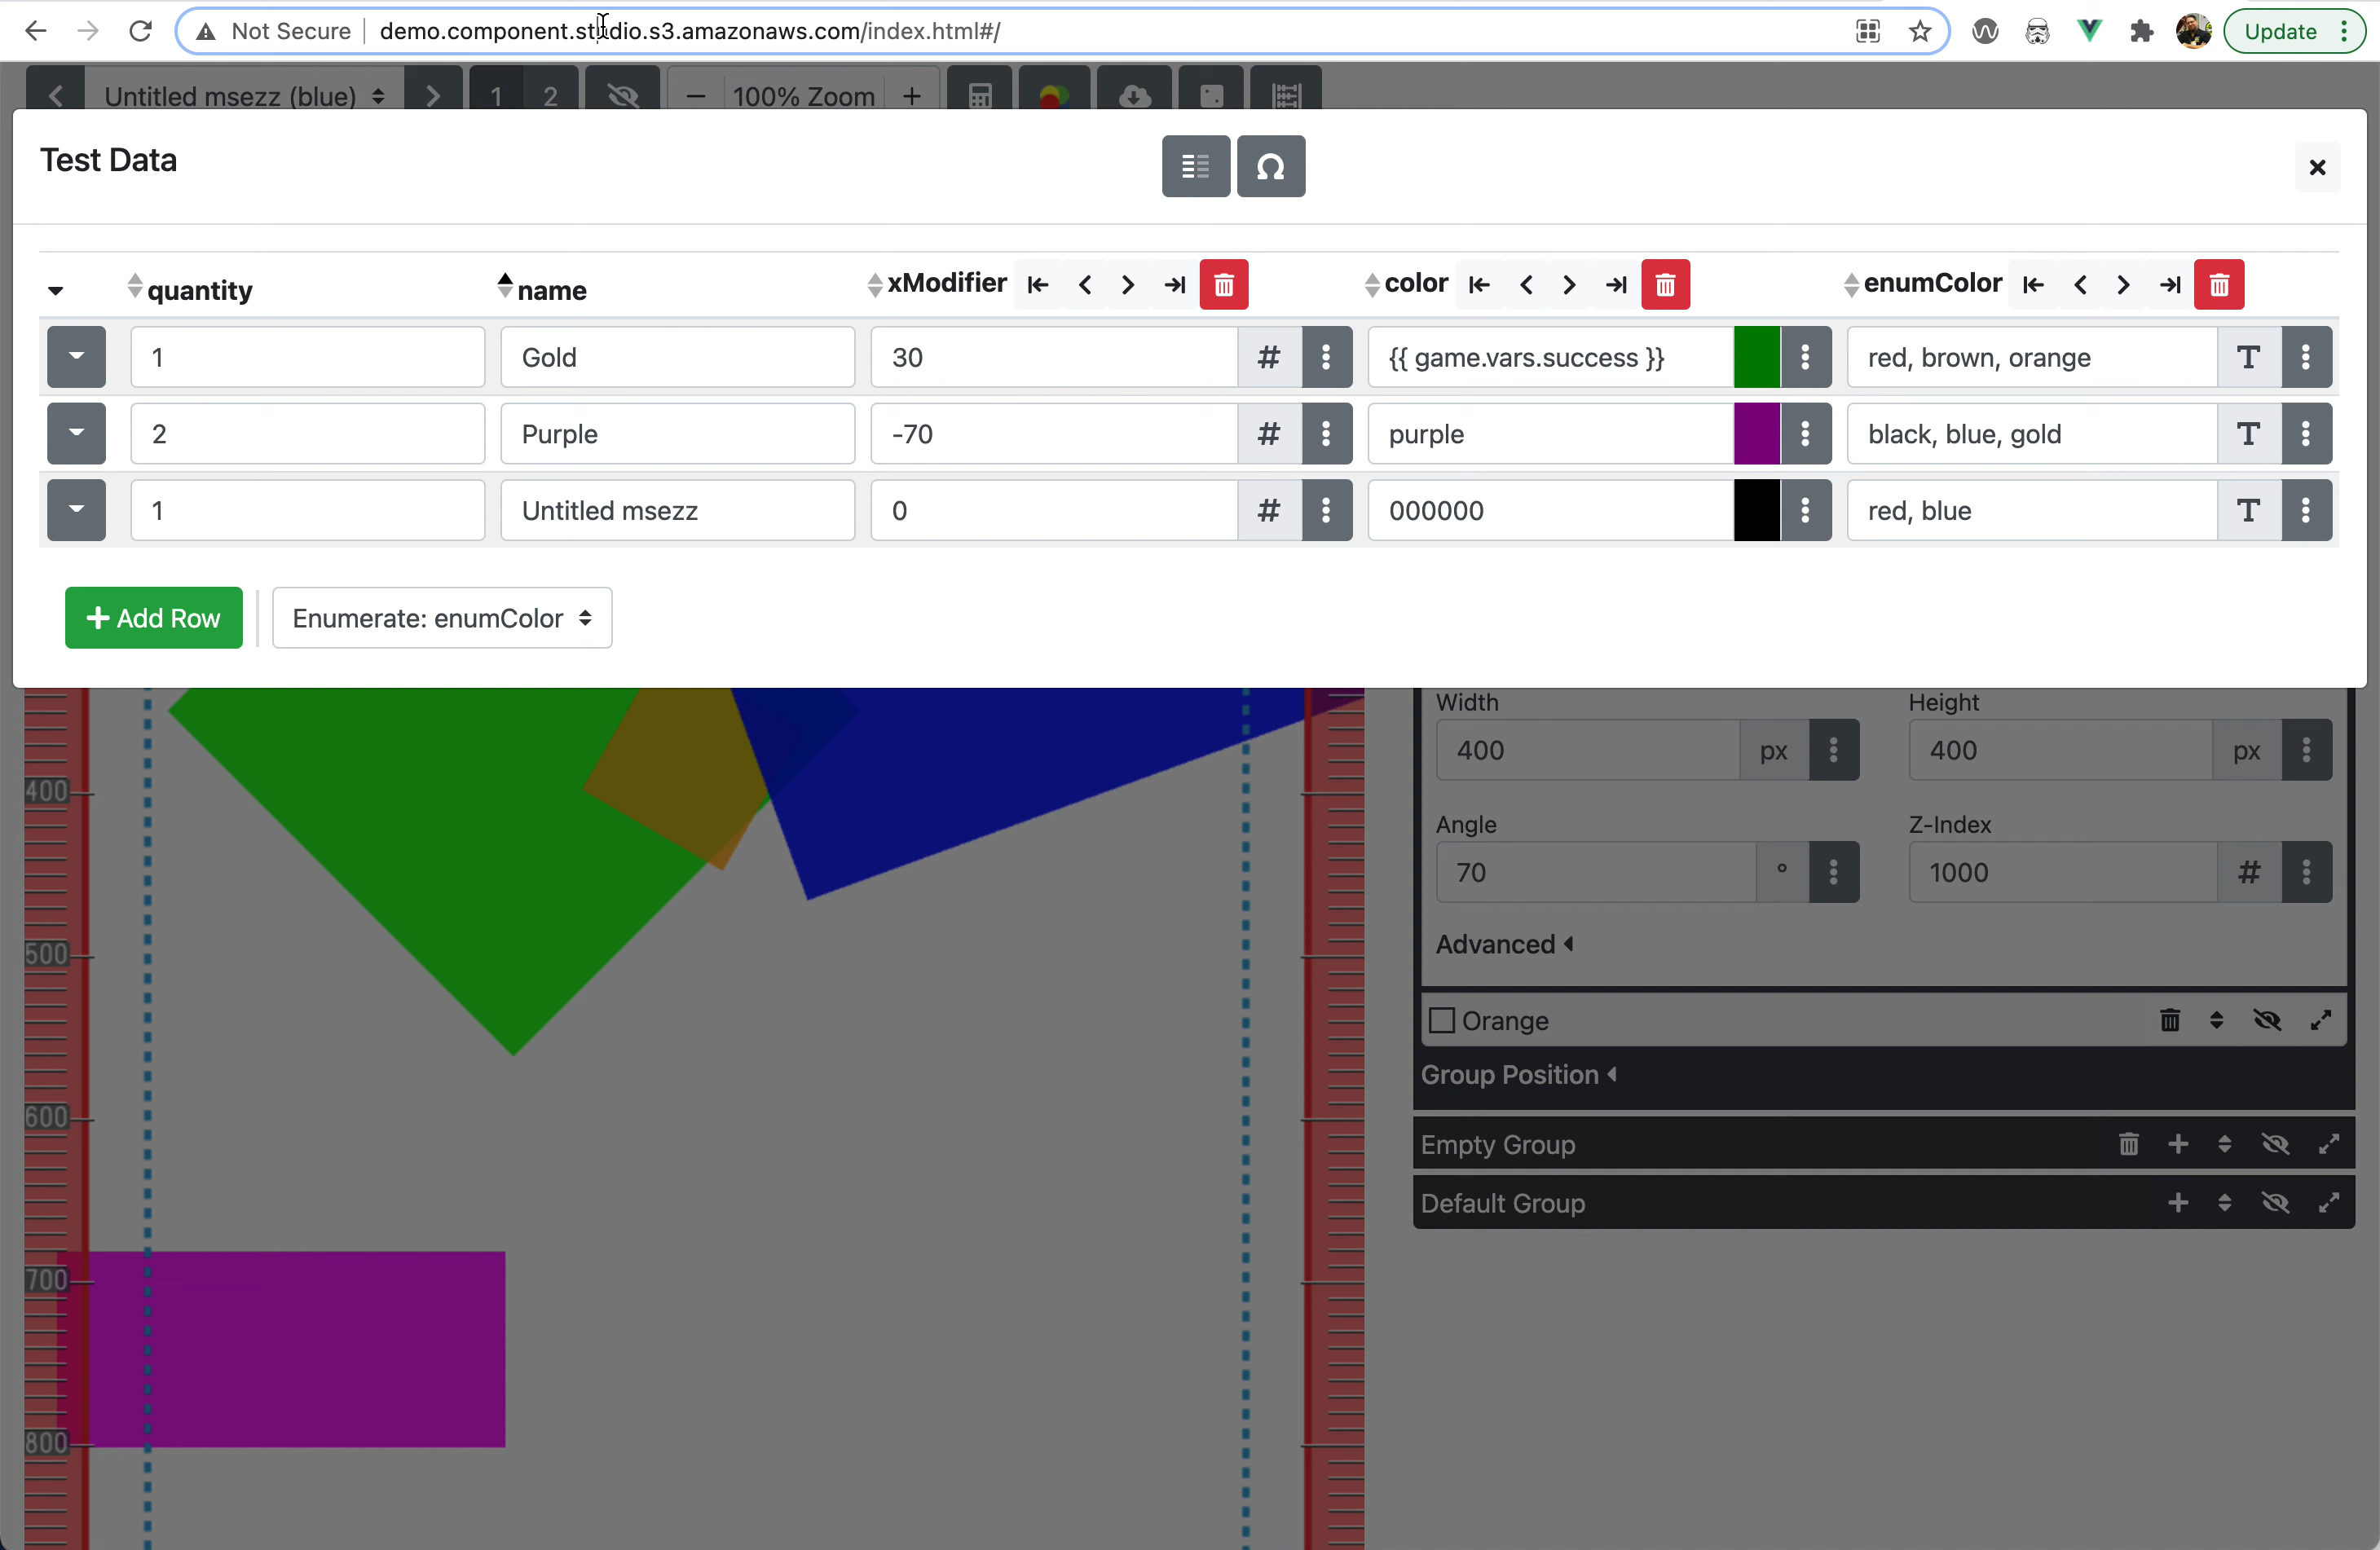 Not Secure demo.component.studio.s3.amazonaws.com/index.html#/ Update
Untitled msezz (blue) 1 2 100% Zoom
Test Data
quantity name xModifier color enumColor
1 Gold 30 # {{ game.vars.success }} red, brown, orange T
2 Purple -70 # purple black, blue, gold T
1 Untitled msezz 0 # 000000 red, blue T
Add Row Enumerate: enumColor
Width Height
400 px 400 px
Angle Z-Index
70 ° 1000 #
Advanced
Orange
Group Position
Empty Group
Default Group
400
500
600
700
800